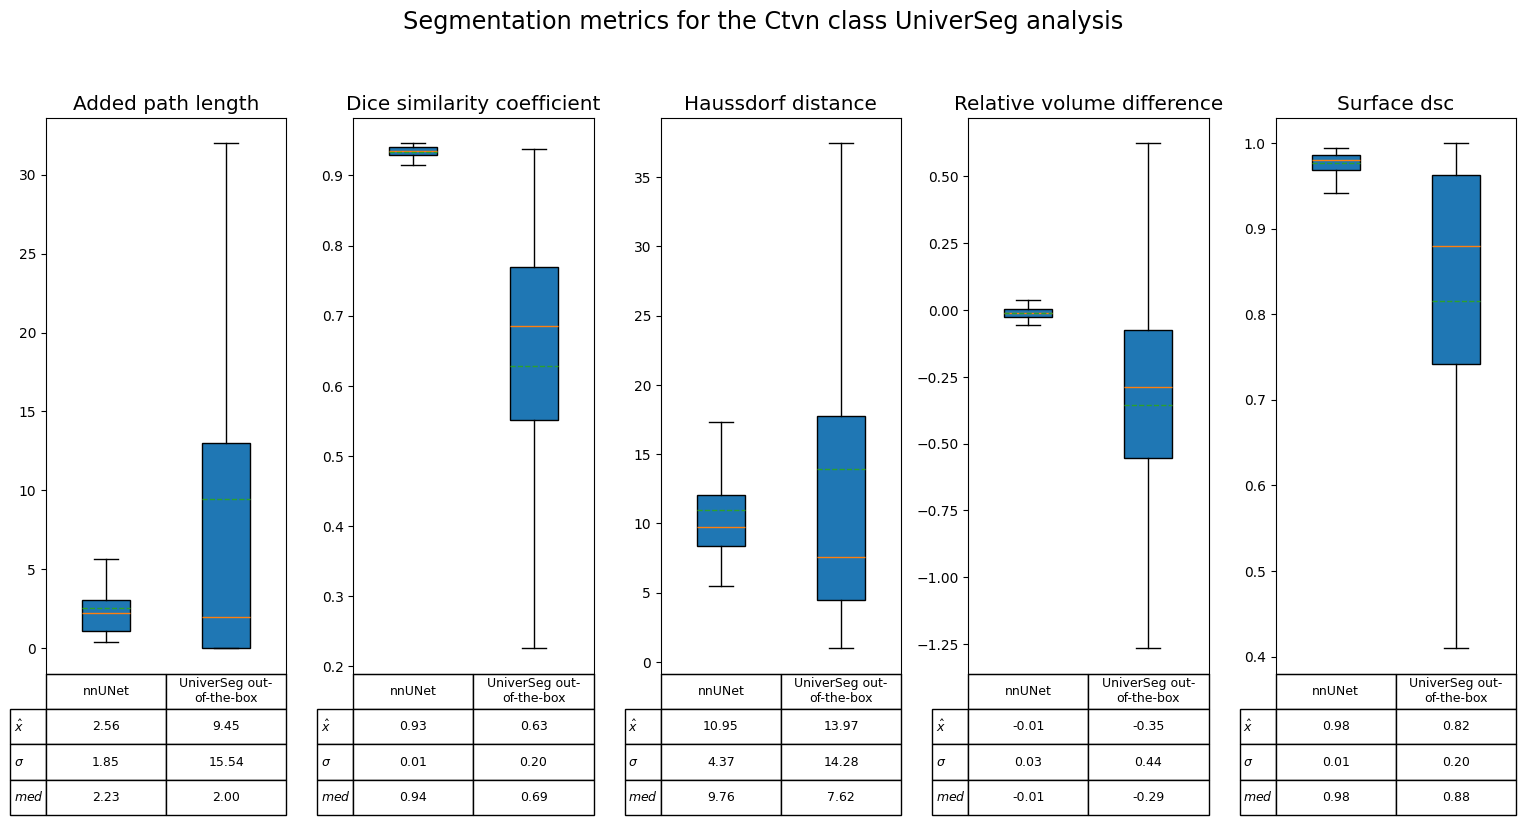 Segmentation metrics for the Ctvn class UniverSeg analysis
Added path length
30
25
20
15
10
5
0
nnUNet
UniverSeg out-
of-the-box
x̂ 2.56 9.45
σ 1.85 15.54
med 2.23 2.00
Dice similarity coefficient
0.9
0.8
0.7
0.6
0.5
0.4
0.3
0.2
nnUNet
UniverSeg out-
of-the-box
x̂ 0.93 0.63
σ 0.01 0.20
med 0.94 0.69
Haussdorf distance
35
30
25
20
15
10
5
0
nnUNet
UniverSeg out-
of-the-box
x̂ 10.95 13.97
σ 4.37 14.28
med 9.76 7.62
Relative volume difference
0.50
0.25
0.00
−0.25
−0.50
−0.75
−1.00
−1.25
nnUNet
UniverSeg out-
of-the-box
x̂ -0.01 -0.35
σ 0.03 0.44
med -0.01 -0.29
Surface dsc
1.0
0.9
0.8
0.7
0.6
0.5
0.4
nnUNet
UniverSeg out-
of-the-box
x̂ 0.98 0.82
σ 0.01 0.20
med 0.98 0.88